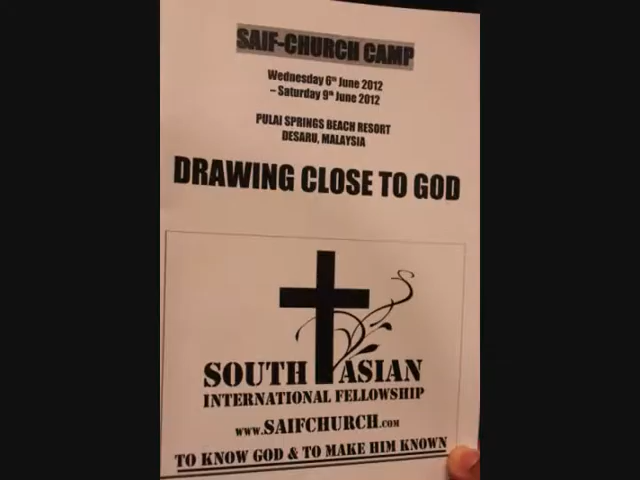 SAIF-CHURCH CAMP
Wednesday 6th June 2012
– Saturday 9th June 2012
PULAI SPRINGS BEACH RESORT
DESARU, MALAYSIA
DRAWING CLOSE TO GOD
SOUTH ASIAN
INTERNATIONAL FELLOWSHIP
www.SAIFCHURCH.com
TO KNOW GOD & TO MAKE HIM KNOWN